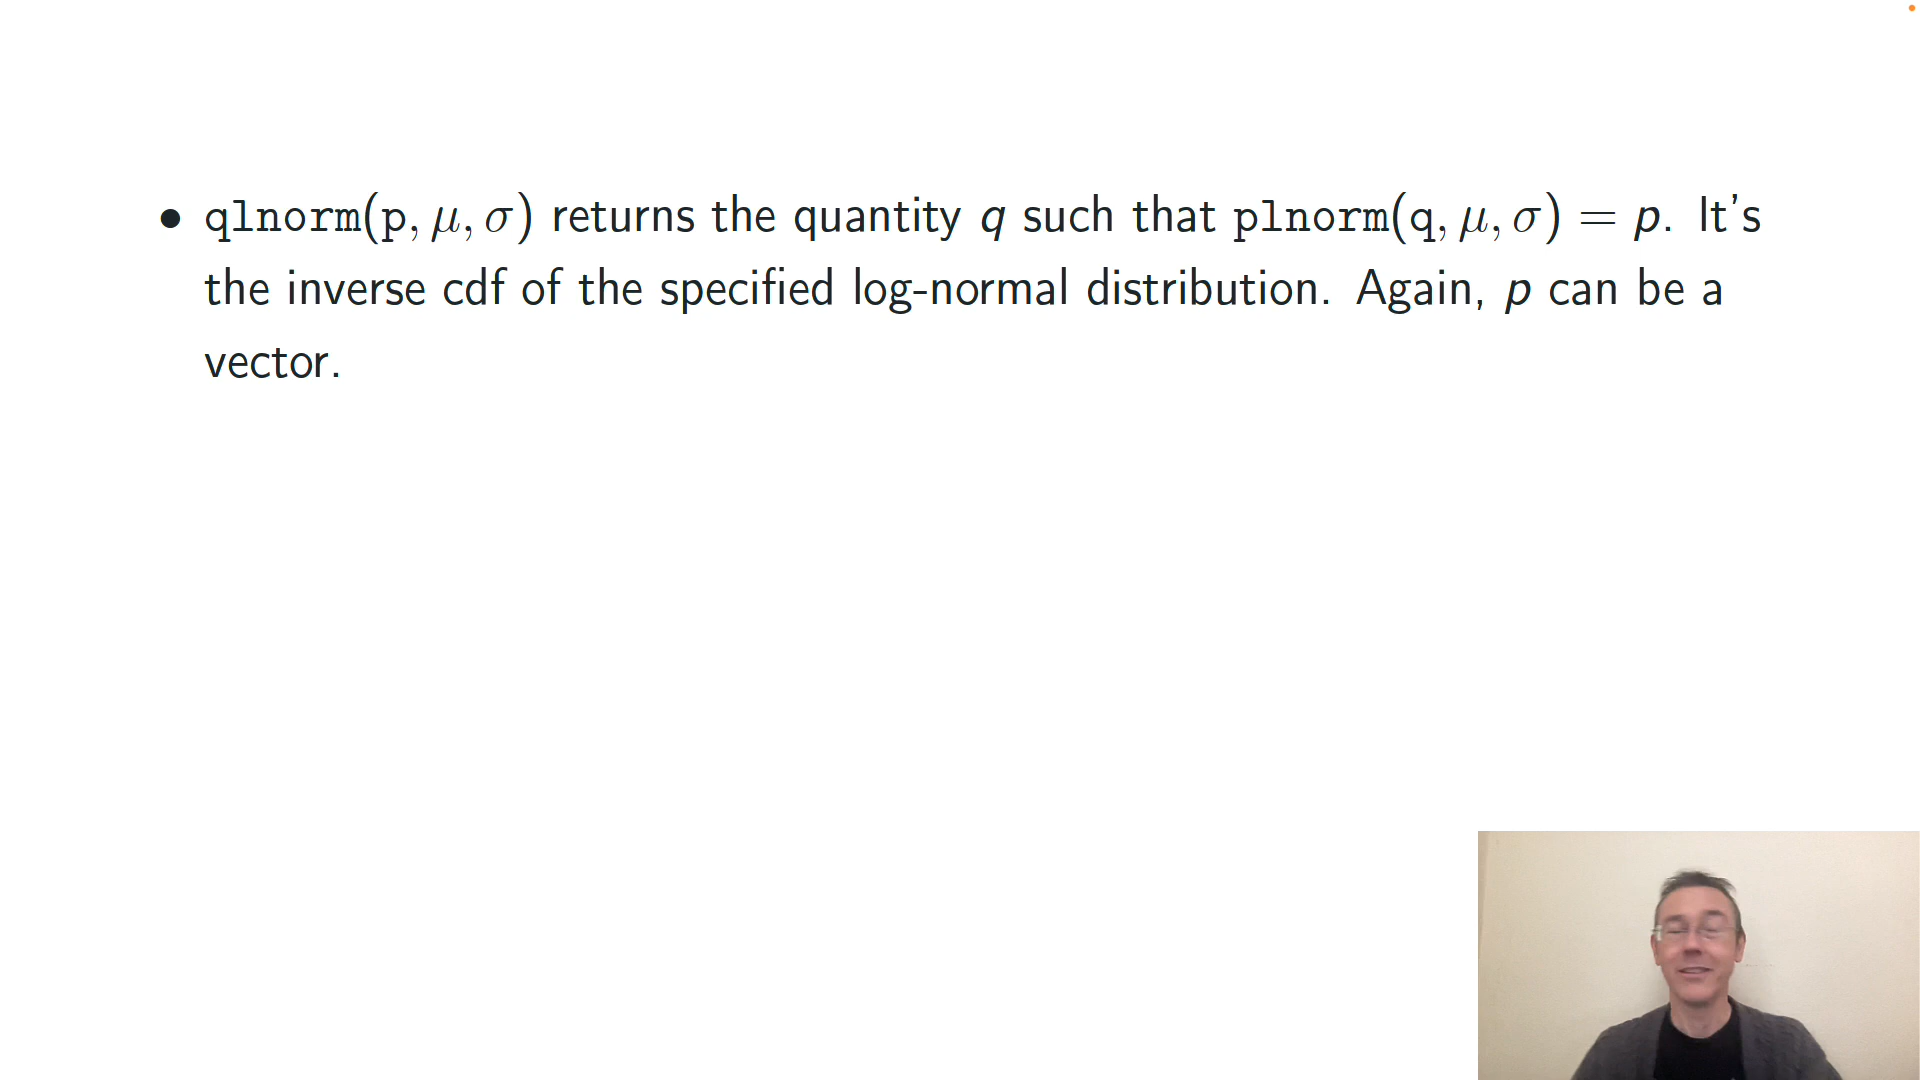 • qlnorm(p, μ, σ) returns the quantity q such that plnorm(q, μ, σ) = p. It's
the inverse cdf of the specified log-normal distribution. Again, p can be a
vector.